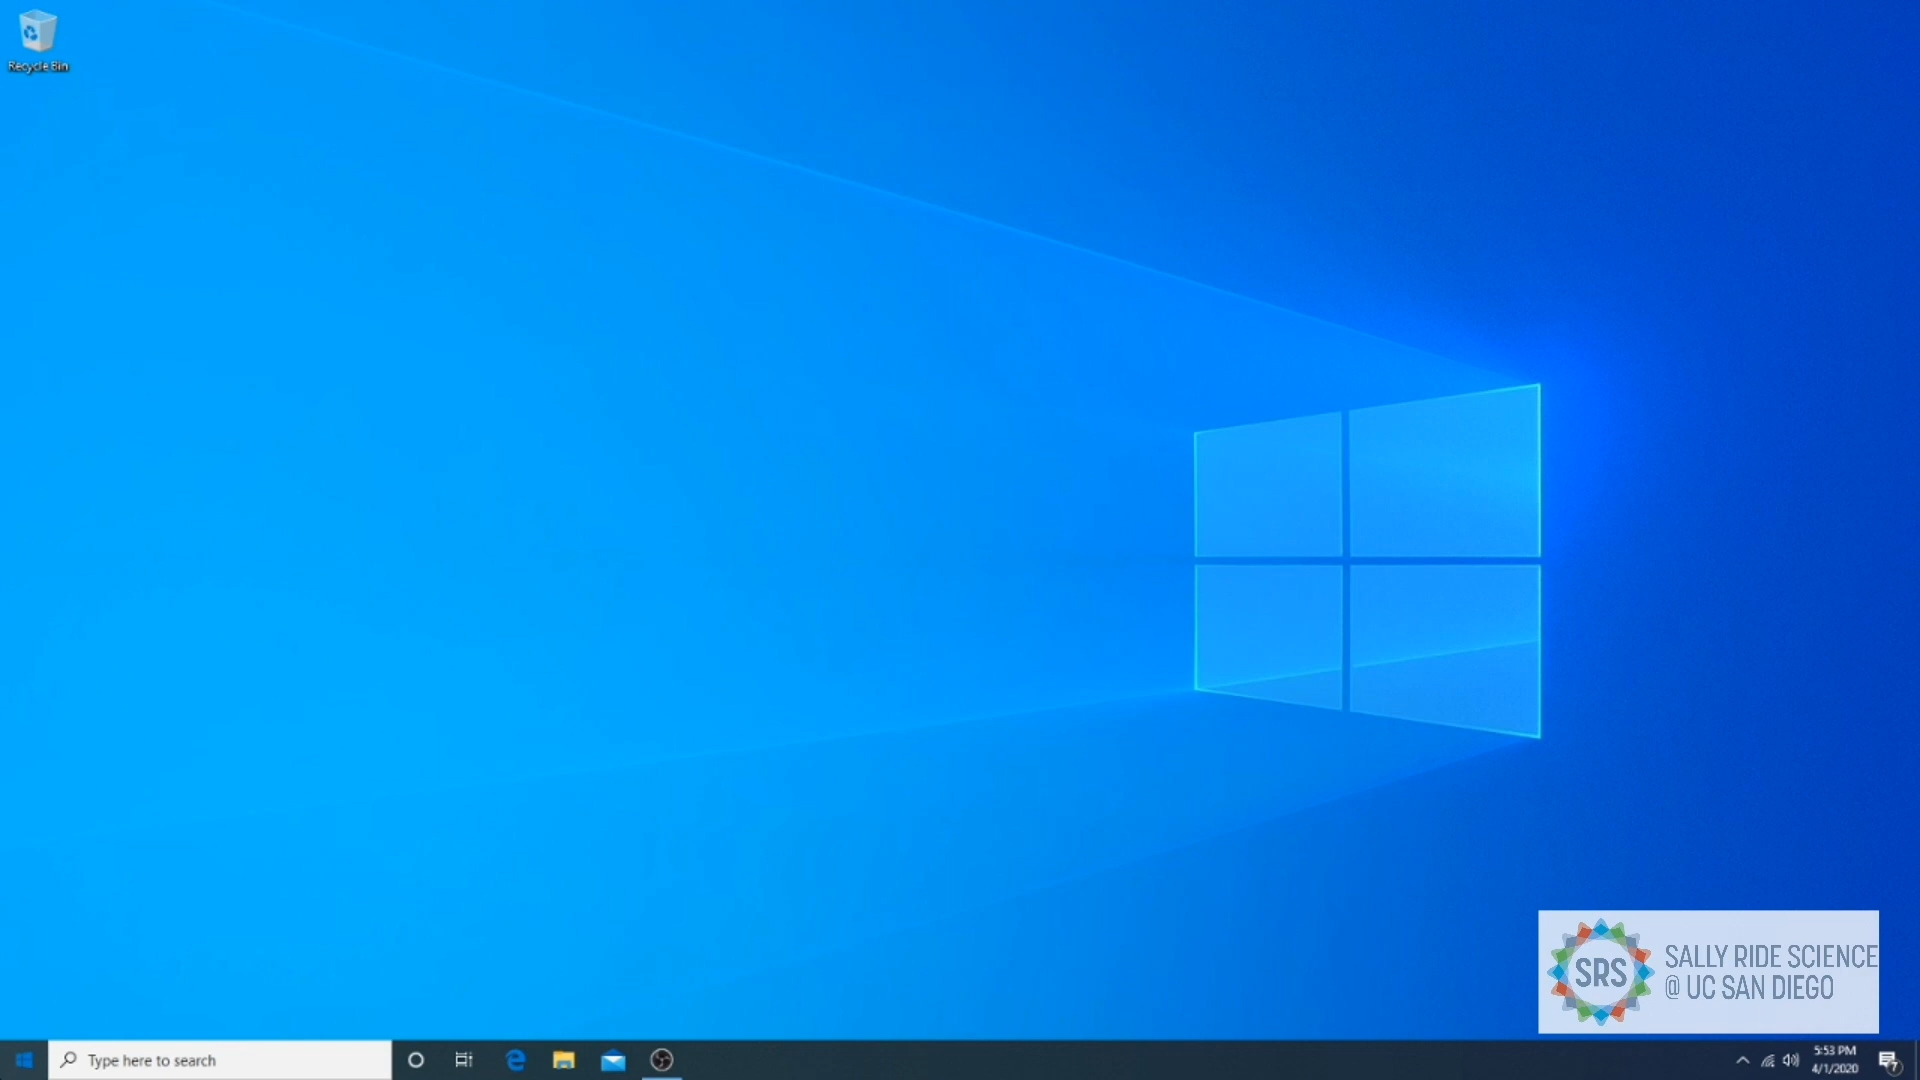 Recycle Bin
SRS
SALLY RIDE SCIENCE
@ UC SAN DIEGO
Type here to search
5:53 PM
4/1/2020
7